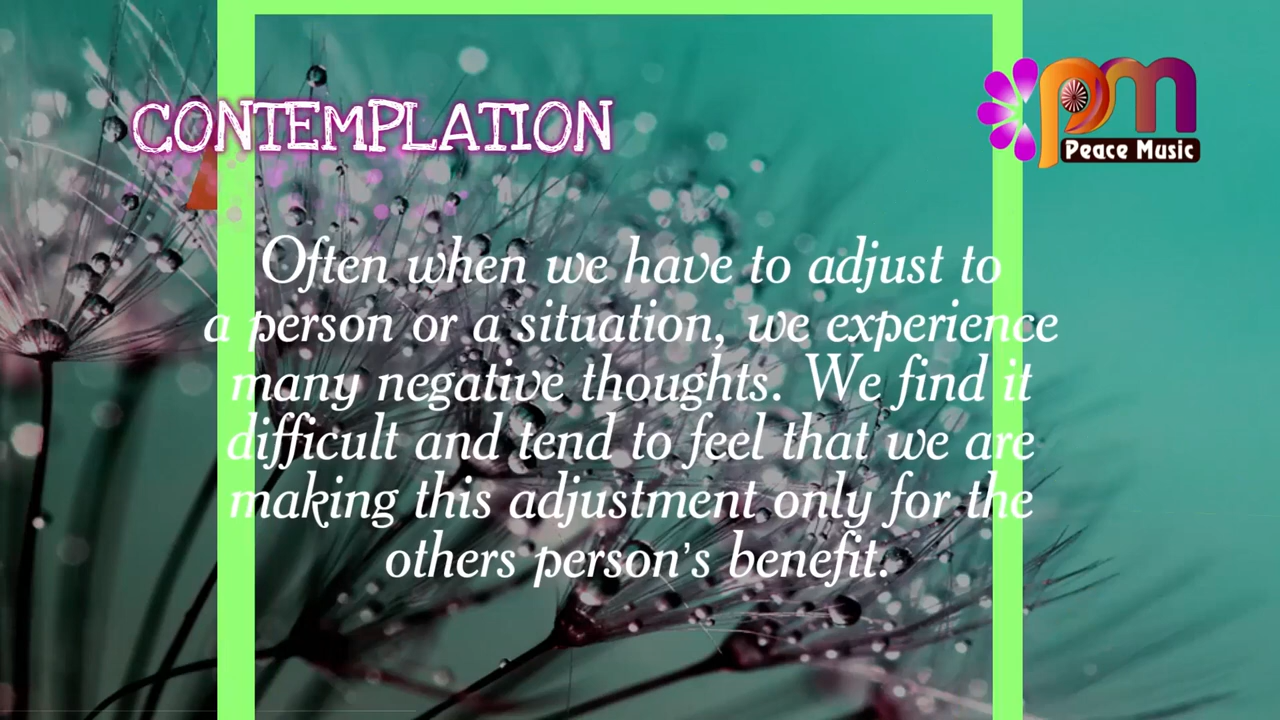 CONTEMPLATION
pm
Peace Music
Often when we have to adjust to
a person or a situation, we experience
many negative thoughts. We find it
difficult and tend to feel that we are
making this adjustment only for the
others person's benefit.